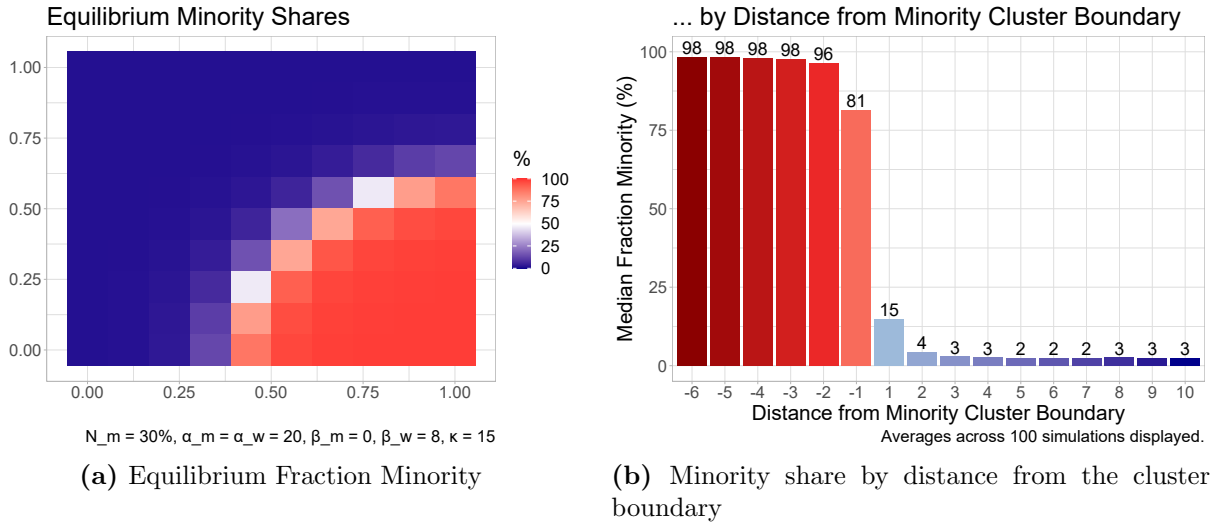 Equilibrium Minority Shares
1.00
0.75
0.50
0.25
0.00
0.00 0.25 0.50 0.75 1.00
%
100
75
50
25
0
N_m = 30%, α_m = α_w = 20, β_m = 0, β_w = 8, κ = 15
(a) Equilibrium Fraction Minority
... by Distance from Minority Cluster Boundary
Median Fraction Minority (%)
100
75
50
25
0
98 98 98 98 96 81 15 4 3 3 2 2 2 3 3 3
-6 -5 -4 -3 -2 -1 1 2 3 4 5 6 7 8 9 10
Distance from Minority Cluster Boundary
Averages across 100 simulations displayed.
(b) Minority share by distance from the cluster
boundary